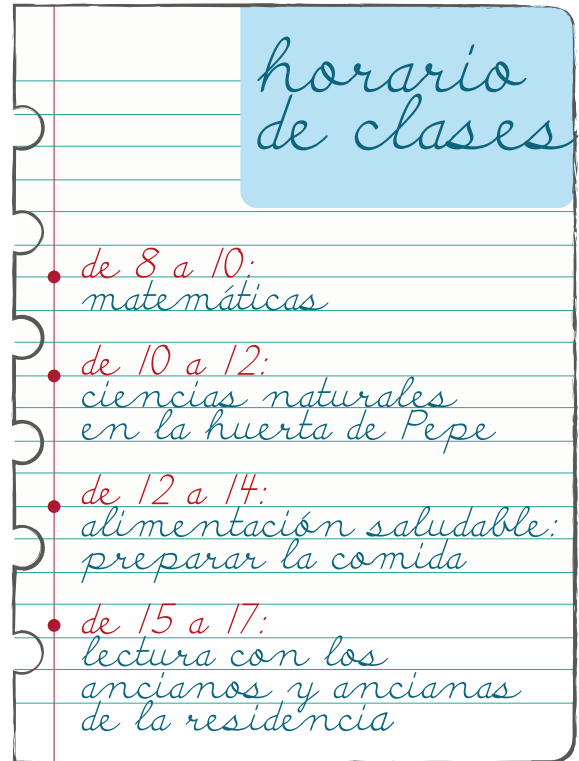 horario
de clases
de 8 a 10:
matemáticas
de 10 a 12:
ciencias naturales
en la huerta de Pepe
de 12 a 14:
alimentación saludable:
preparar la comida
de 15 a 17:
lectura con los
ancianos y ancianas
de la residencia